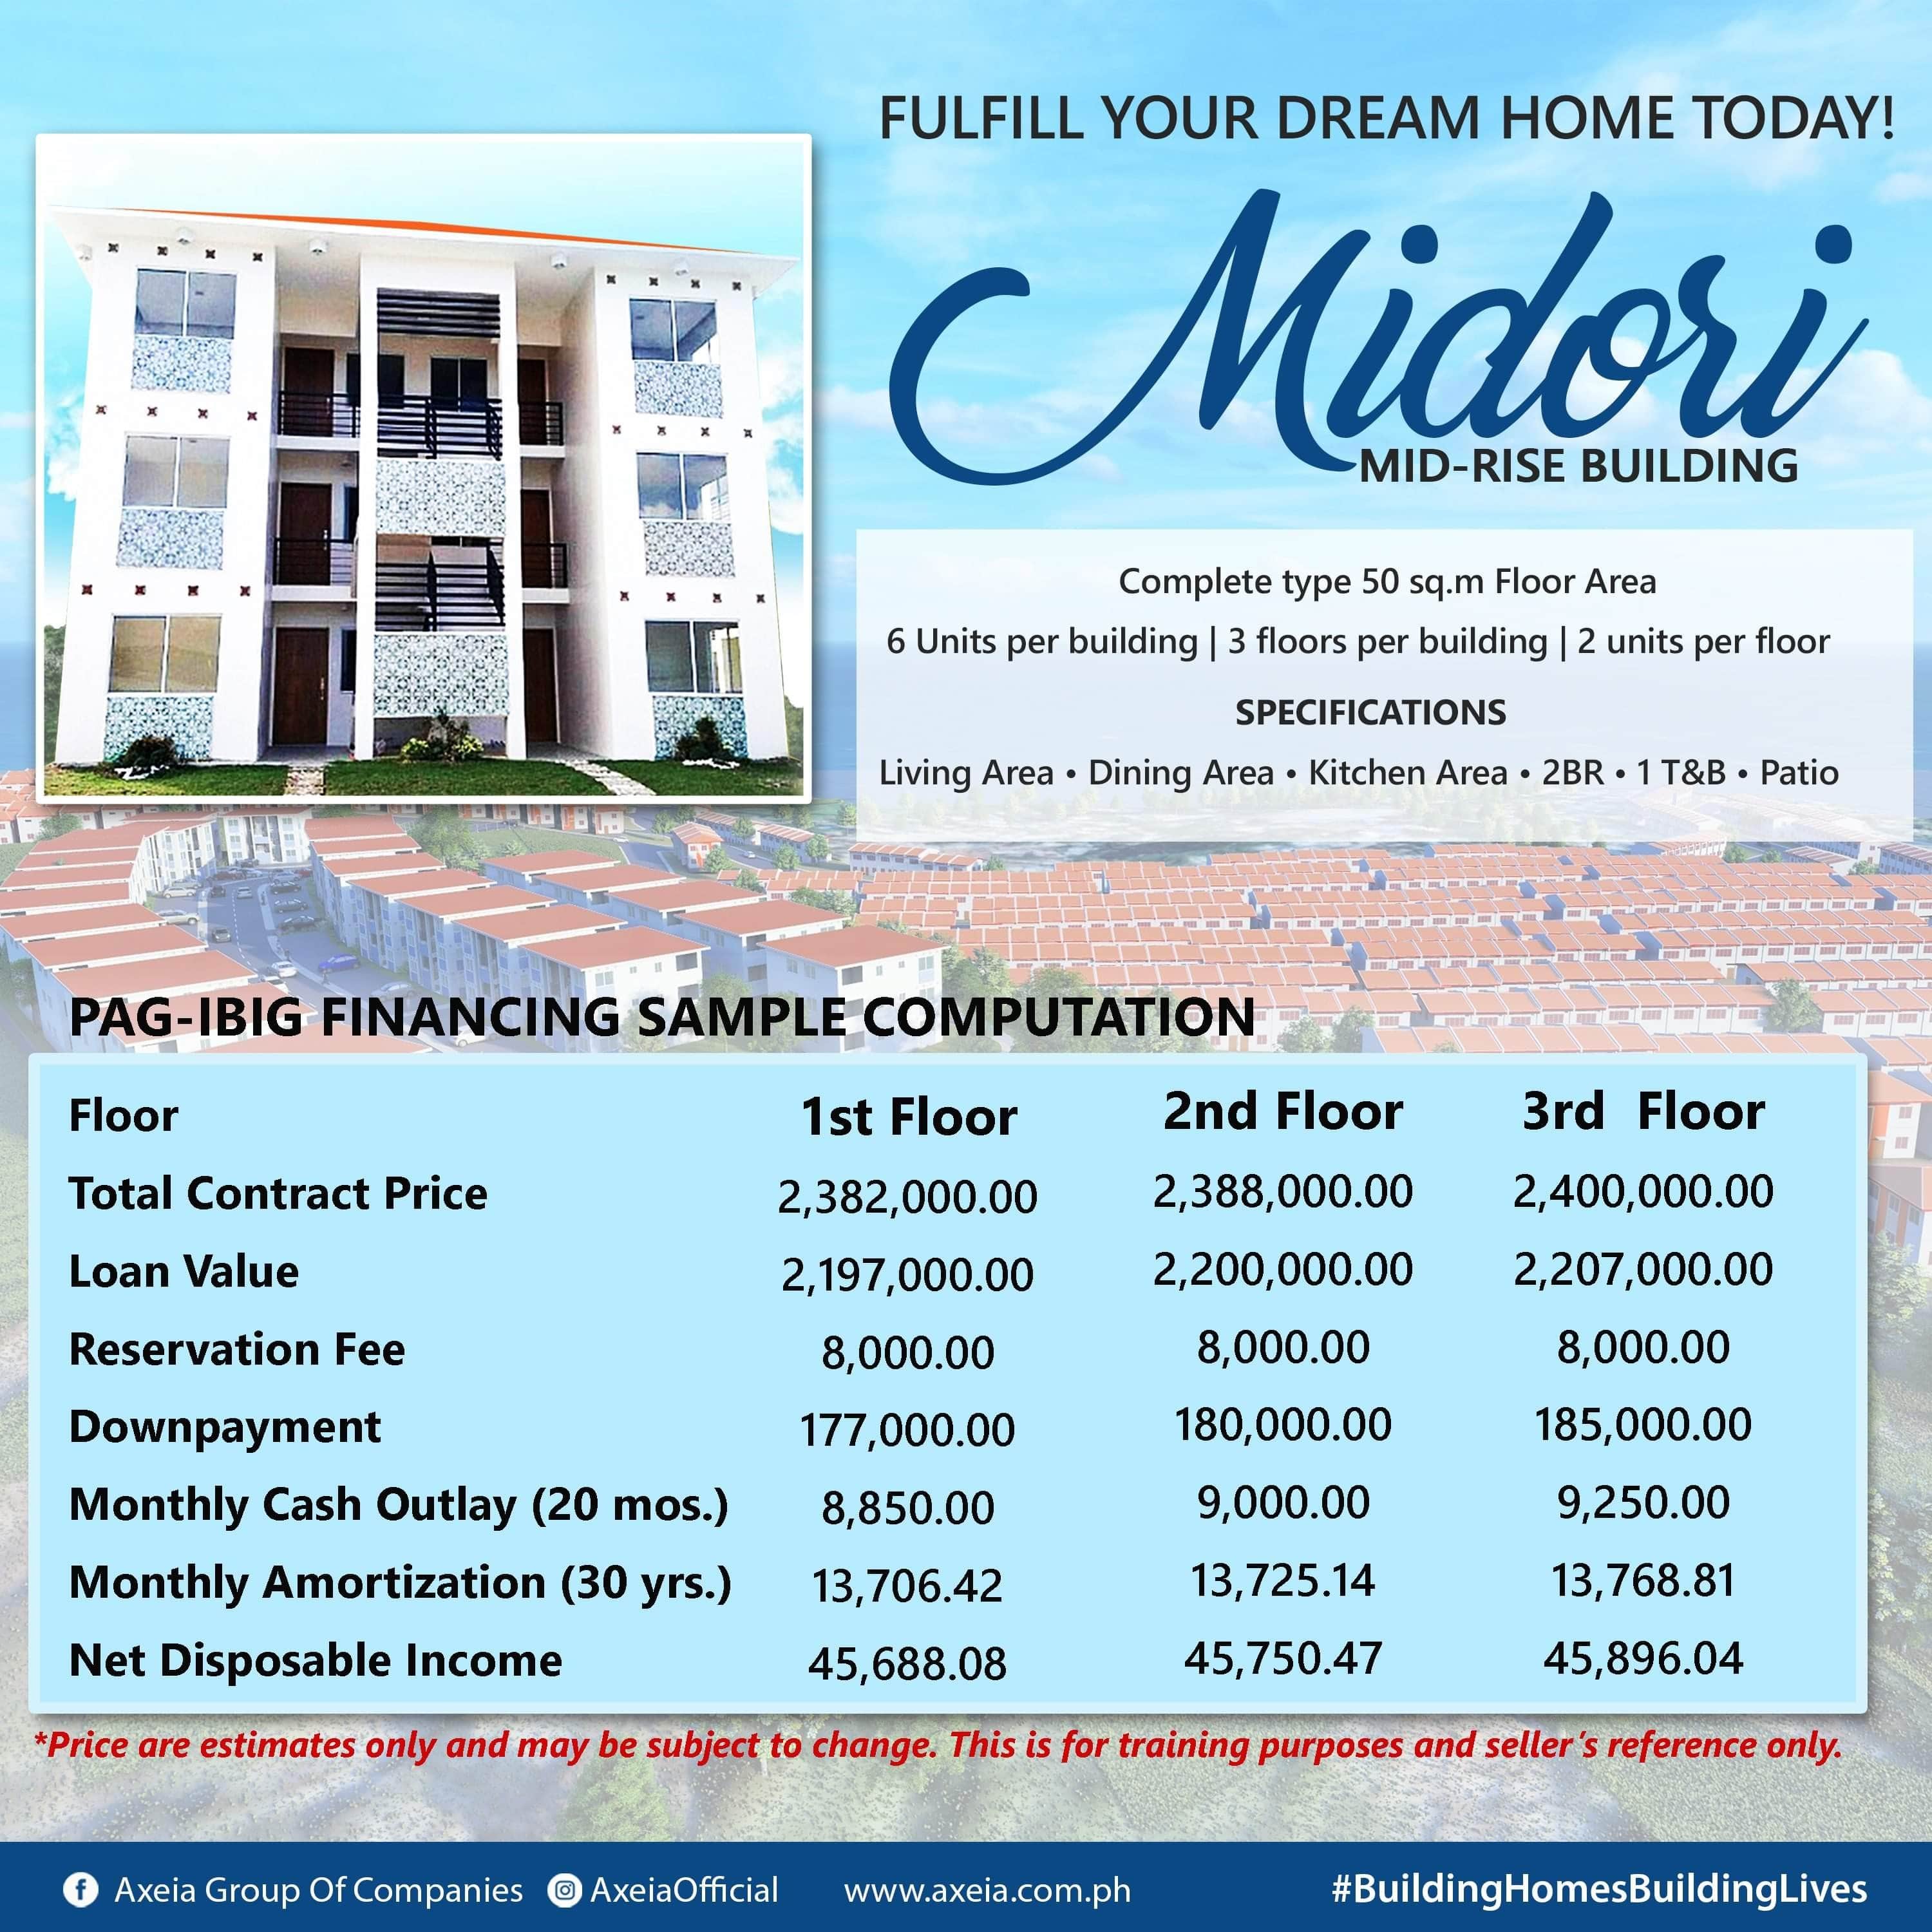 FULFILL YOUR DREAM HOME TODAY!
Midori
MID-RISE BUILDING
Complete type 50 sq.m Floor Area
6 Units per building | 3 floors per building | 2 units per floor
SPECIFICATIONS
Living Area • Dining Area • Kitchen Area • 2BR • 1 T&B • Patio
PAG-IBIG FINANCING SAMPLE COMPUTATION
Floor 1st Floor 2nd Floor 3rd Floor
Total Contract Price 2,382,000.00 2,388,000.00 2,400,000.00
Loan Value 2,197,000.00 2,200,000.00 2,207,000.00
Reservation Fee 8,000.00 8,000.00 8,000.00
Downpayment 177,000.00 180,000.00 185,000.00
Monthly Cash Outlay (20 mos.) 8,850.00 9,000.00 9,250.00
Monthly Amortization (30 yrs.) 13,706.42 13,725.14 13,768.81
Net Disposable Income 45,688.08 45,750.47 45,896.04
*Price are estimates only and may be subject to change. This is for training purposes and seller's reference only.
Axeia Group Of Companies AxeiaOfficial www.axeia.com.ph #BuildingHomesBuildingLives